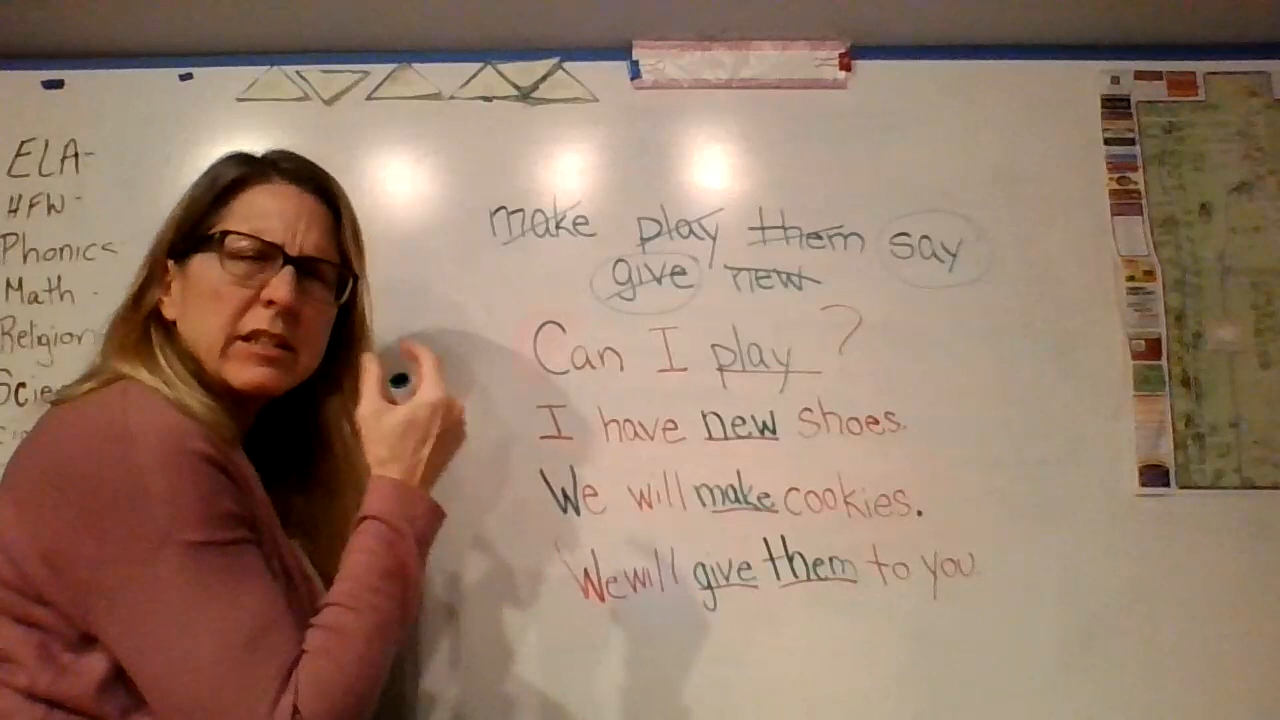 ELA-
HFW-
Phonics
Math -
Religion
Scie
make play them say
give new
Can I play ?
I have new shoes.
We will make cookies.
We will give them to you